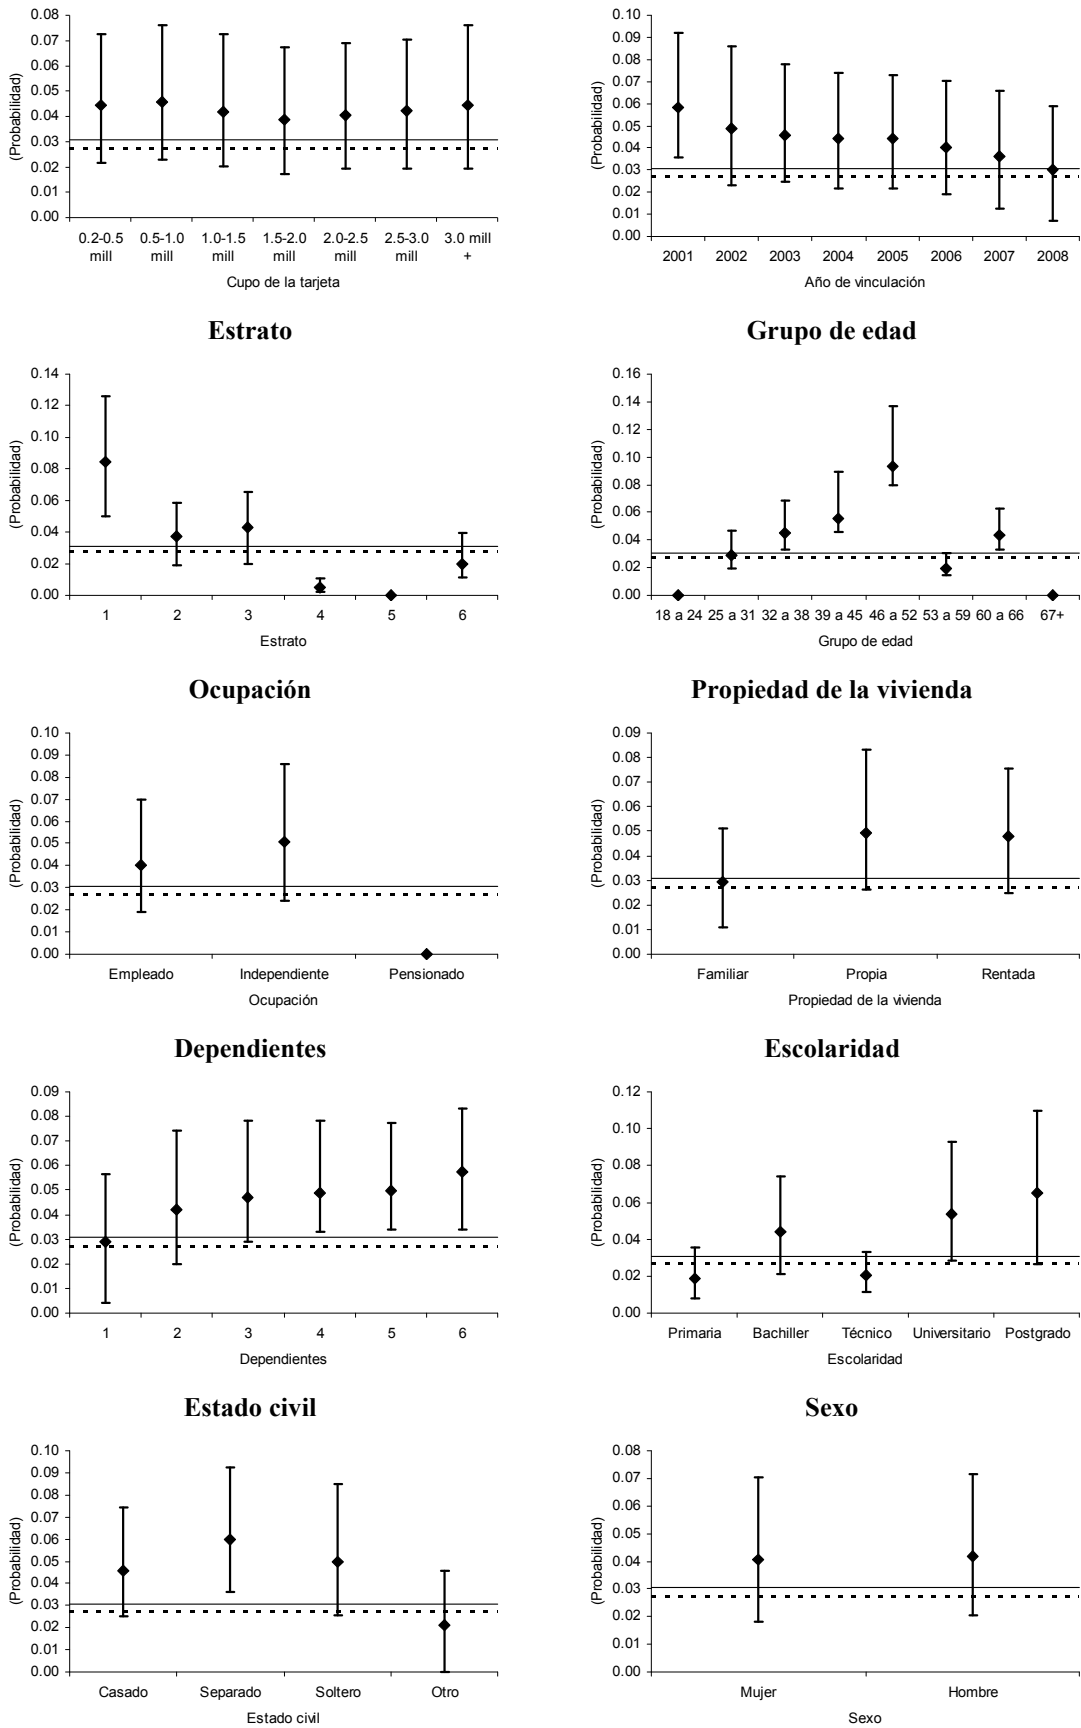 0.08
0.07
0.06
0.05
0.04
0.03
0.02
0.01
0.00
(Probabilidad)
0.2-0.5 mill
0.5-1.0 mill
1.0-1.5 mill
1.5-2.0 mill
2.0-2.5 mill
2.5-3.0 mill
3.0 mill +
Cupo de la tarjeta
0.10
0.09
0.08
0.07
0.06
0.05
0.04
0.03
0.02
0.01
0.00
(Probabilidad)
2001 2002 2003 2004 2005 2006 2007 2008
Año de vinculación
Estrato
0.14
0.12
0.10
0.08
0.06
0.04
0.02
0.00
(Probabilidad)
1 2 3 4 5 6
Estrato
Grupo de edad
0.16
0.14
0.12
0.10
0.08
0.06
0.04
0.02
0.00
(Probabilidad)
18 a 24 25 a 31 32 a 38 39 a 45 46 a 52 53 a 59 60 a 66 67+
Grupo de edad
Ocupación
0.10
0.09
0.08
0.07
0.06
0.05
0.04
0.03
0.02
0.01
0.00
(Probabilidad)
Empleado Independiente Pensionado
Ocupación
Propiedad de la vivienda
0.09
0.08
0.07
0.06
0.05
0.04
0.03
0.02
0.01
0.00
(Probabilidad)
Familiar Propia Rentada
Propiedad de la vivienda
Dependientes
0.09
0.08
0.07
0.06
0.05
0.04
0.03
0.02
0.01
0.00
(Probabilidad)
1 2 3 4 5 6
Dependientes
Escolaridad
0.12
0.10
0.08
0.06
0.04
0.02
0.00
(Probabilidad)
Primaria Bachiller Técnico Universitario Postgrado
Escolaridad
Estado civil
0.10
0.09
0.08
0.07
0.06
0.05
0.04
0.03
0.02
0.01
0.00
(Probabilidad)
Casado Separado Soltero Otro
Estado civil
Sexo
0.08
0.07
0.06
0.05
0.04
0.03
0.02
0.01
0.00
(Probabilidad)
Mujer Hombre
Sexo